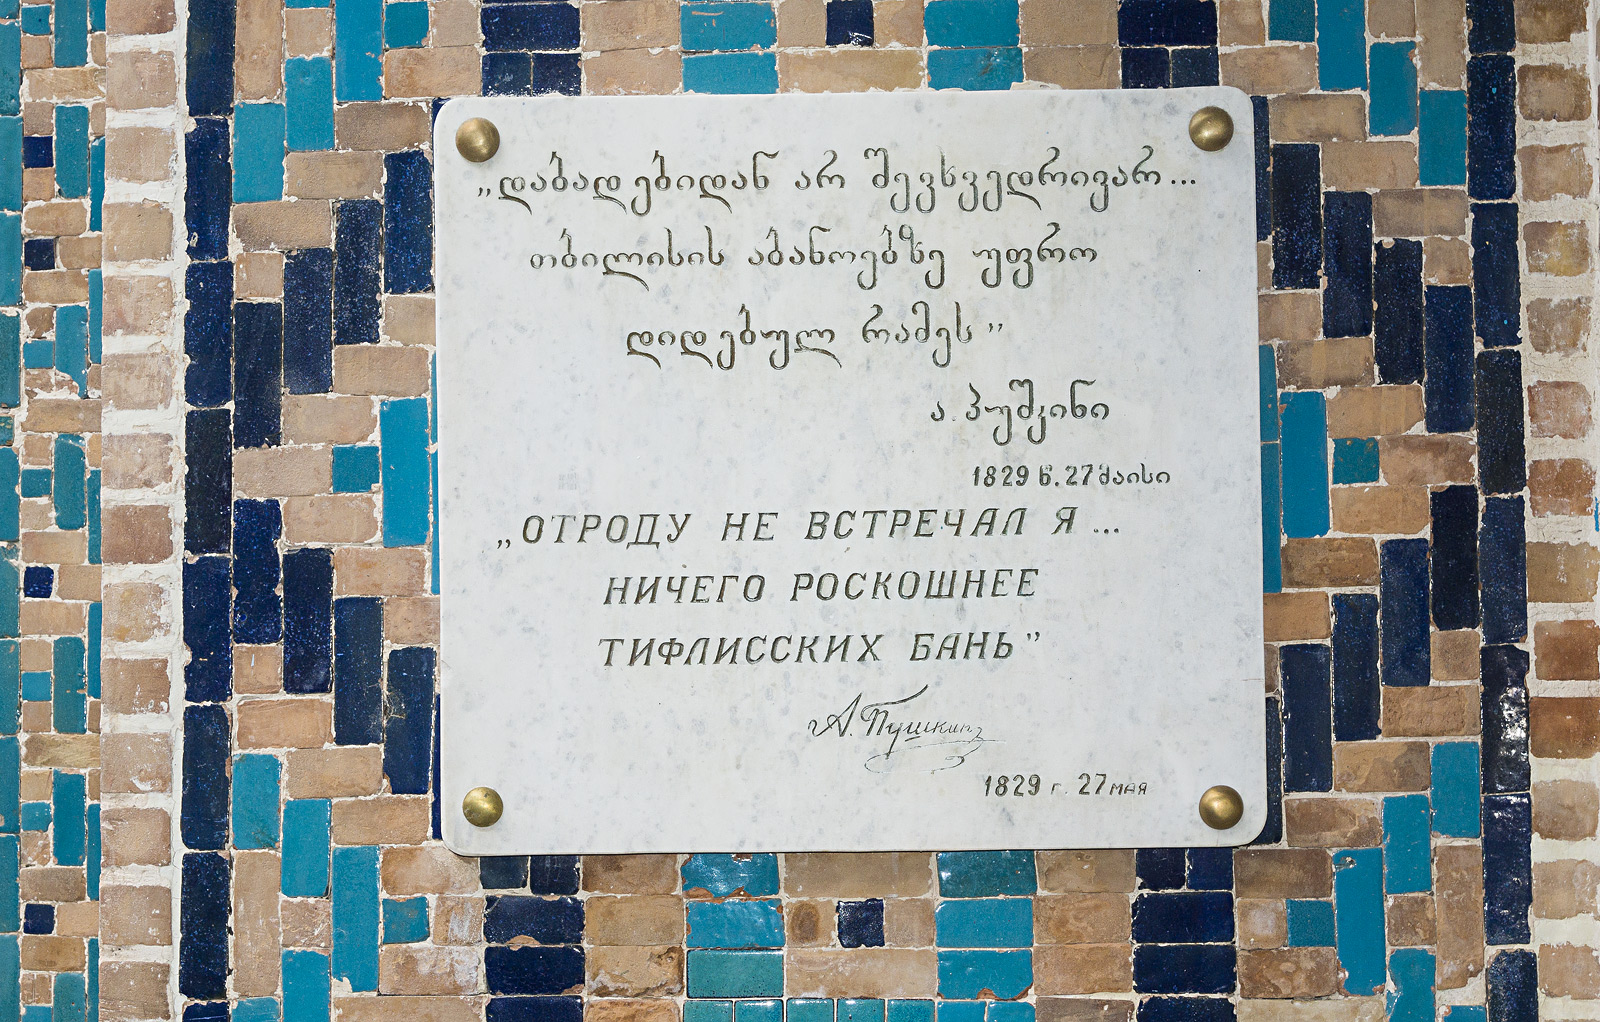 „დაბადებიდან არ შევხვედრივარ...
თბილისის აბანოებზე უფრო
დიდებულ რამეს”
ა. პუშკინი
1829 წ. 27 მაისი
„ОТРОДУ НЕ ВСТРЕЧАЛ Я...
НИЧЕГО РОСКОШНЕЕ
ТИФЛИССКИХ БАНЬ”
А. Пушкинъ
1829 г. 27 мая